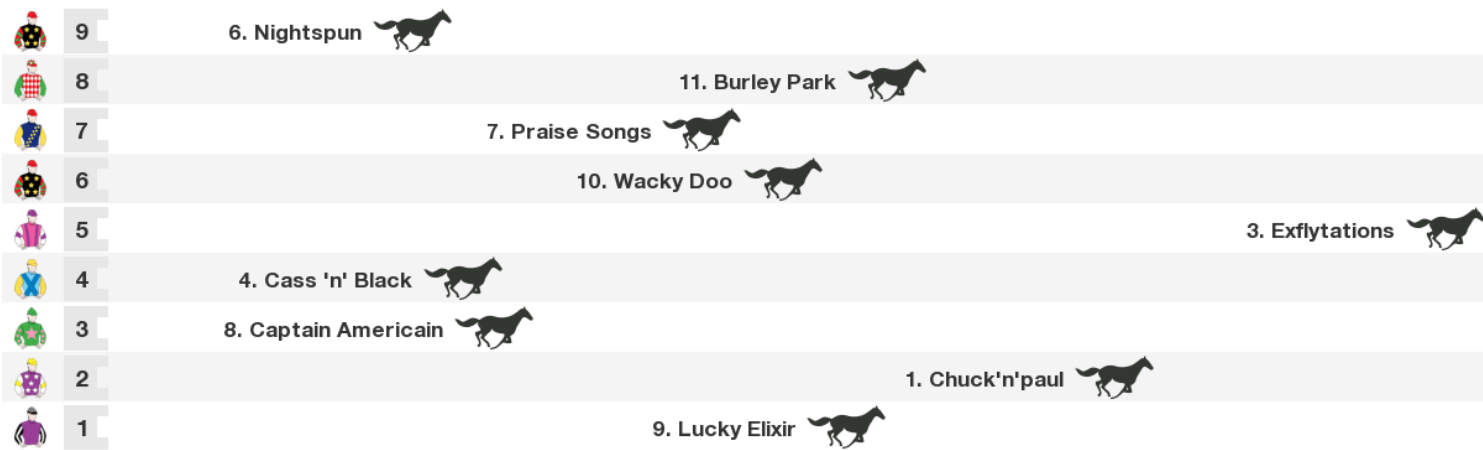 9 6. Nightspun
8 11. Burley Park
7 7. Praise Songs
6 10. Wacky Doo
5 3. Exflytations
4 4. Cass 'n' Black
3 8. Captain Americain
2 1. Chuck'n'paul
1 9. Lucky Elixir